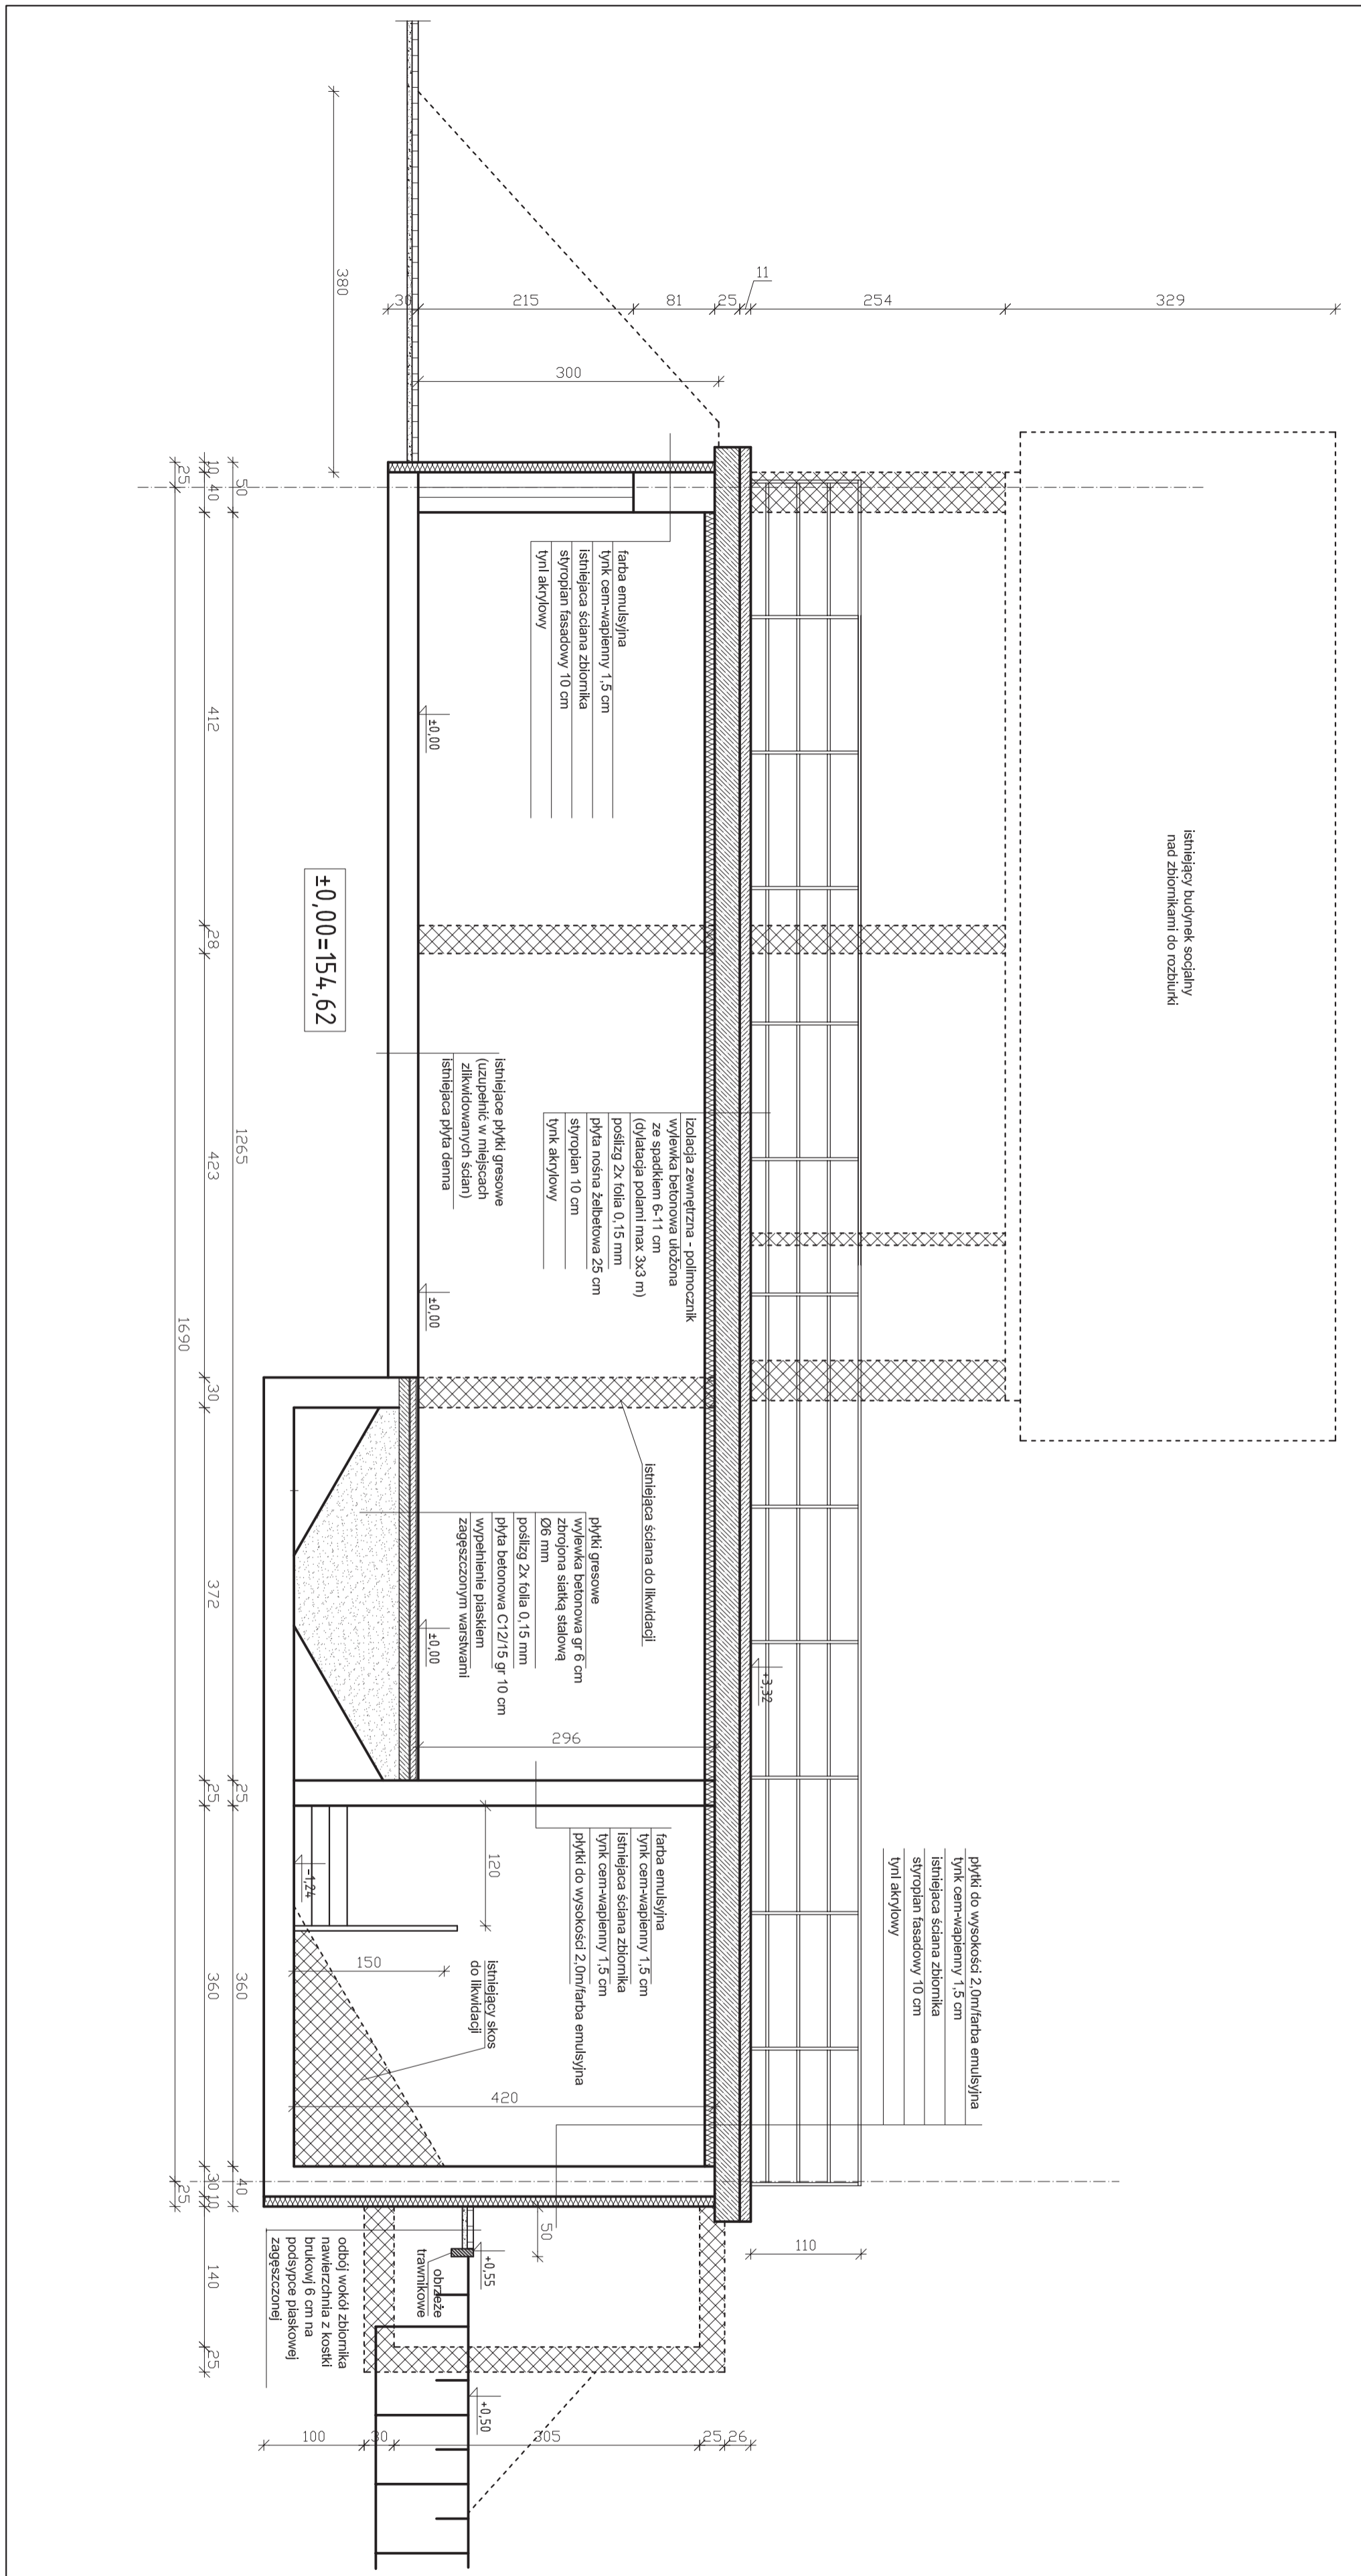 istniejący budynek socjalny
nad zbiornikami do rozbiurki
329
254
11
25
81
215
30
300
380
płytki do wysokości 2,0m/farba emulsyjna
tynk cem-wapienny 1,5 cm
istniejaca ściana zbiornika
styropian fasadowy 10 cm
tynl akrylowy
110
+3,32
farba emulsyjna
tynk cem-wapienny 1,5 cm
istniejaca ściana zbiornika
styropian fasadowy 10 cm
tynl akrylowy
±0,00
izolacja zewnętrzna - polimocznik
wylewka betonowa ułożona
ze spadkiem 6-11 cm
(dylatacja polami max 3x3 m)
poślizg 2x folia 0,15 mm
płyta nośna żelbetowa 25 cm
styropian 10 cm
tynk akrylowy
istniejace płytki gresowe
(uzupełnić w miejscach
zlikwidowanych ścian)
istniejaca płyta denna
±0,00
istniejąca ściana do likwidacji
płytki gresowe
wylewka betonowa gr 6 cm
zbrojona siatką stalową
Ø6 mm
poślizg 2x folia 0,15 mm
płyta betonowa C12/15 gr 10 cm
wypełnienie piaskiem
zagęszczonym warstwami
±0,00
296
farba emulsyjna
tynk cem-wapienny 1,5 cm
istniejaca ściana zbiornika
tynk cem-wapienny 1,5 cm
płytki do wysokości 2,0m/farba emulsyjna
120
-1,24
150
istniejący skos
do likwidacji
420
50
+0,55
obrzeże
trawnikowe
odbój wokół zbiornika
nawierzchnia z kostki
brukowj 6 cm na
podsypce piaskowej
zagęszczonej
+0,50
26
25
305
30
100
±0,00=154,62
50
1265
25
360
40
10
40
412
28
423
30
372
25
360
30
10
140
25
25
1690
25